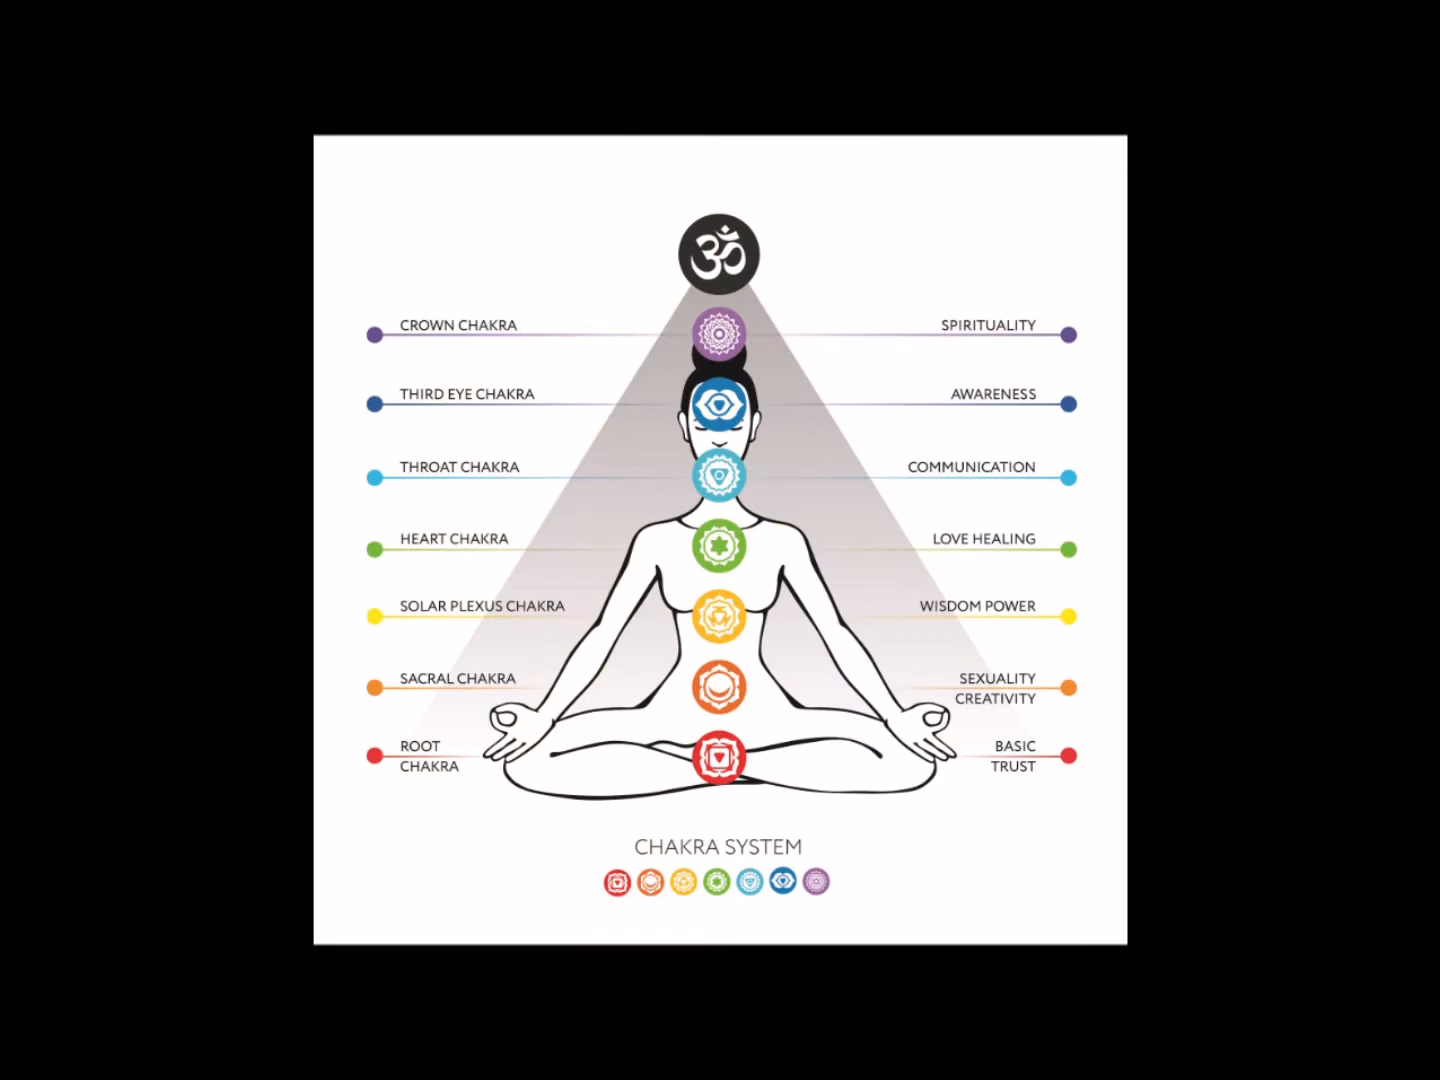 ॐ
CROWN CHAKRA
SPIRITUALITY
THIRD EYE CHAKRA
AWARENESS
THROAT CHAKRA
COMMUNICATION
HEART CHAKRA
LOVE HEALING
SOLAR PLEXUS CHAKRA
WISDOM POWER
SACRAL CHAKRA
SEXUALITY
CREATIVITY
ROOT
CHAKRA
BASIC
TRUST
CHAKRA SYSTEM